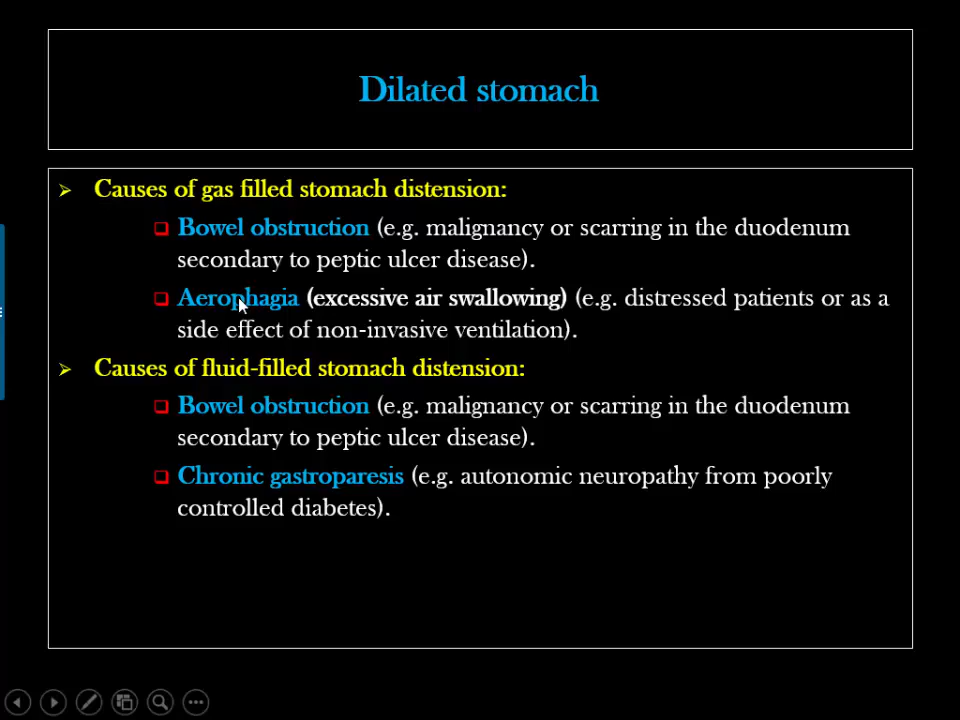 Dilated stomach
Causes of gas filled stomach distension:
Bowel obstruction (e.g. malignancy or scarring in the duodenum
secondary to peptic ulcer disease).
Aerophagia (excessive air swallowing) (e.g. distressed patients or as a
side effect of non-invasive ventilation).
Causes of fluid-filled stomach distension:
Bowel obstruction (e.g. malignancy or scarring in the duodenum
secondary to peptic ulcer disease).
Chronic gastroparesis (e.g. autonomic neuropathy from poorly
controlled diabetes).